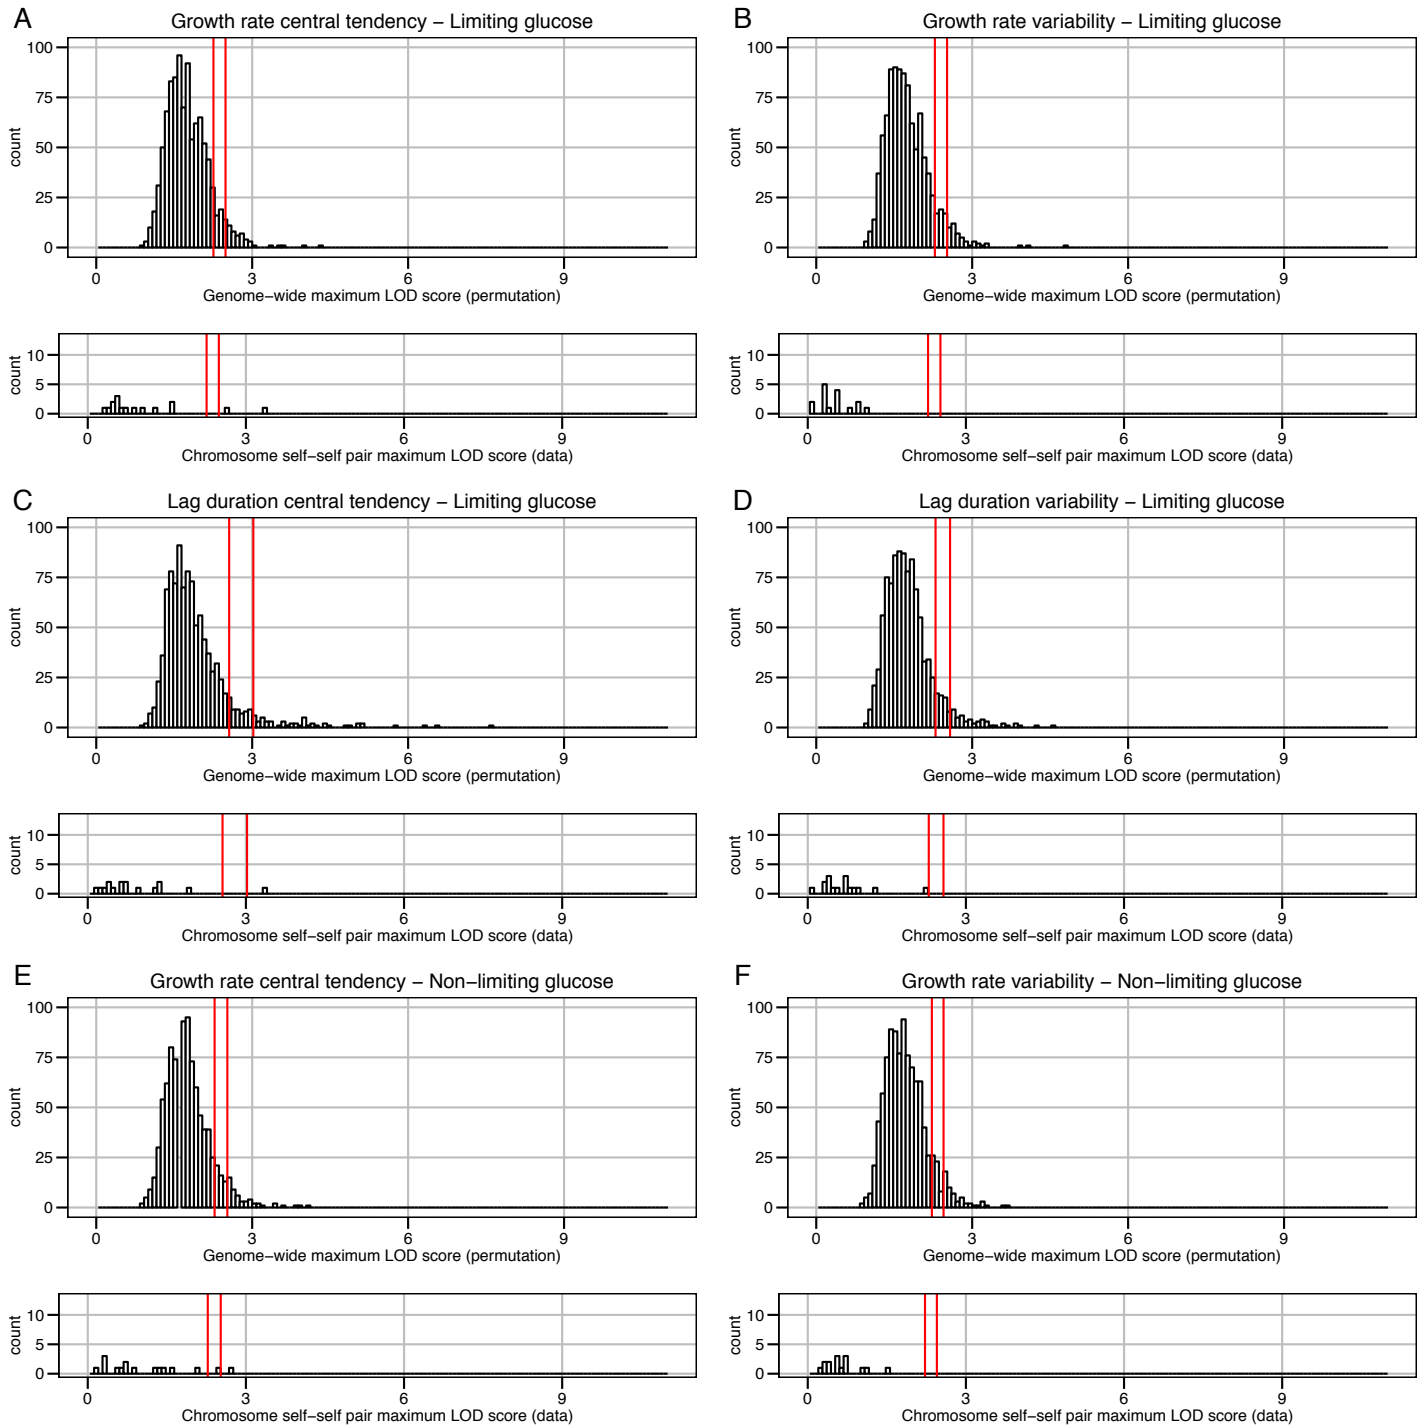 A
Growth rate central tendency − Limiting glucose
100
75
50
25
0
count
0 3 6 9
Genome−wide maximum LOD score (permutation)
10
5
0
count
0 3 6 9
Chromosome self−self pair maximum LOD score (data)
B
Growth rate variability − Limiting glucose
100
75
50
25
0
count
0 3 6 9
Genome−wide maximum LOD score (permutation)
10
5
0
count
0 3 6 9
Chromosome self−self pair maximum LOD score (data)
C
Lag duration central tendency − Limiting glucose
100
75
50
25
0
count
0 3 6 9
Genome−wide maximum LOD score (permutation)
10
5
0
count
0 3 6 9
Chromosome self−self pair maximum LOD score (data)
D
Lag duration variability − Limiting glucose
100
75
50
25
0
count
0 3 6 9
Genome−wide maximum LOD score (permutation)
10
5
0
count
0 3 6 9
Chromosome self−self pair maximum LOD score (data)
E
Growth rate central tendency − Non−limiting glucose
100
75
50
25
0
count
0 3 6 9
Genome−wide maximum LOD score (permutation)
10
5
0
count
0 3 6 9
Chromosome self−self pair maximum LOD score (data)
F
Growth rate variability − Non−limiting glucose
100
75
50
25
0
count
0 3 6 9
Genome−wide maximum LOD score (permutation)
10
5
0
count
0 3 6 9
Chromosome self−self pair maximum LOD score (data)